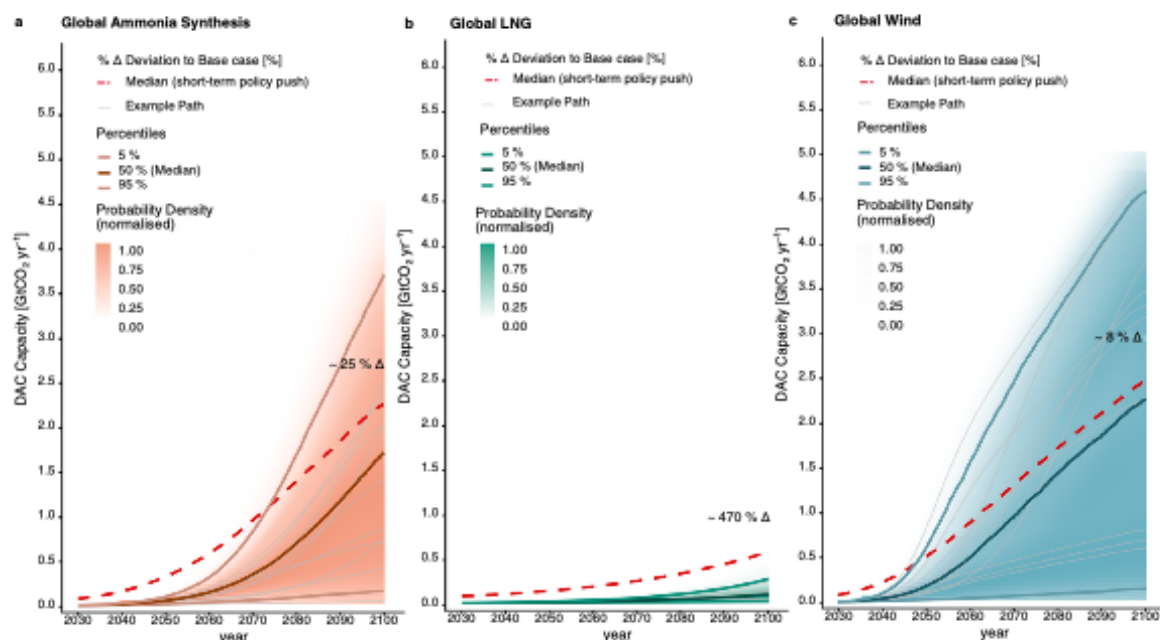 a Global Ammonia Synthesis
% Δ Deviation to Base case [%]
Median (short-term policy push)
Example Path
Percentiles
5 %
50 % (Median)
95 %
Probability Density
(normalised)
1.00
0.75
0.50
0.25
0.00
~ 25 % Δ
DAC Capacity [GtCO₂ yr⁻¹]
6.0
5.5
5.0
4.5
4.0
3.5
3.0
2.5
2.0
1.5
1.0
0.5
0.0
2030 2040 2050 2060 2070 2080 2090 2100
year
b Global LNG
% Δ Deviation to Base case [%]
Median (short-term policy push)
Example Path
Percentiles
5 %
50 % (Median)
95 %
Probability Density
(normalised)
1.00
0.75
0.50
0.25
0.00
~ 470 % Δ
DAC Capacity [GtCO₂ yr⁻¹]
6.0
5.5
5.0
4.5
4.0
3.5
3.0
2.5
2.0
1.5
1.0
0.5
0.0
2030 2040 2050 2060 2070 2080 2090 2100
year
c Global Wind
% Δ Deviation to Base case [%]
Median (short-term policy push)
Example Path
Percentiles
5 %
50 % (Median)
95 %
Probability Density
(normalised)
1.00
0.75
0.50
0.25
0.00
~ 8 % Δ
DAC Capacity [GtCO₂ yr⁻¹]
6.0
5.5
5.0
4.5
4.0
3.5
3.0
2.5
2.0
1.5
1.0
0.5
0.0
2030 2040 2050 2060 2070 2080 2090 2100
year